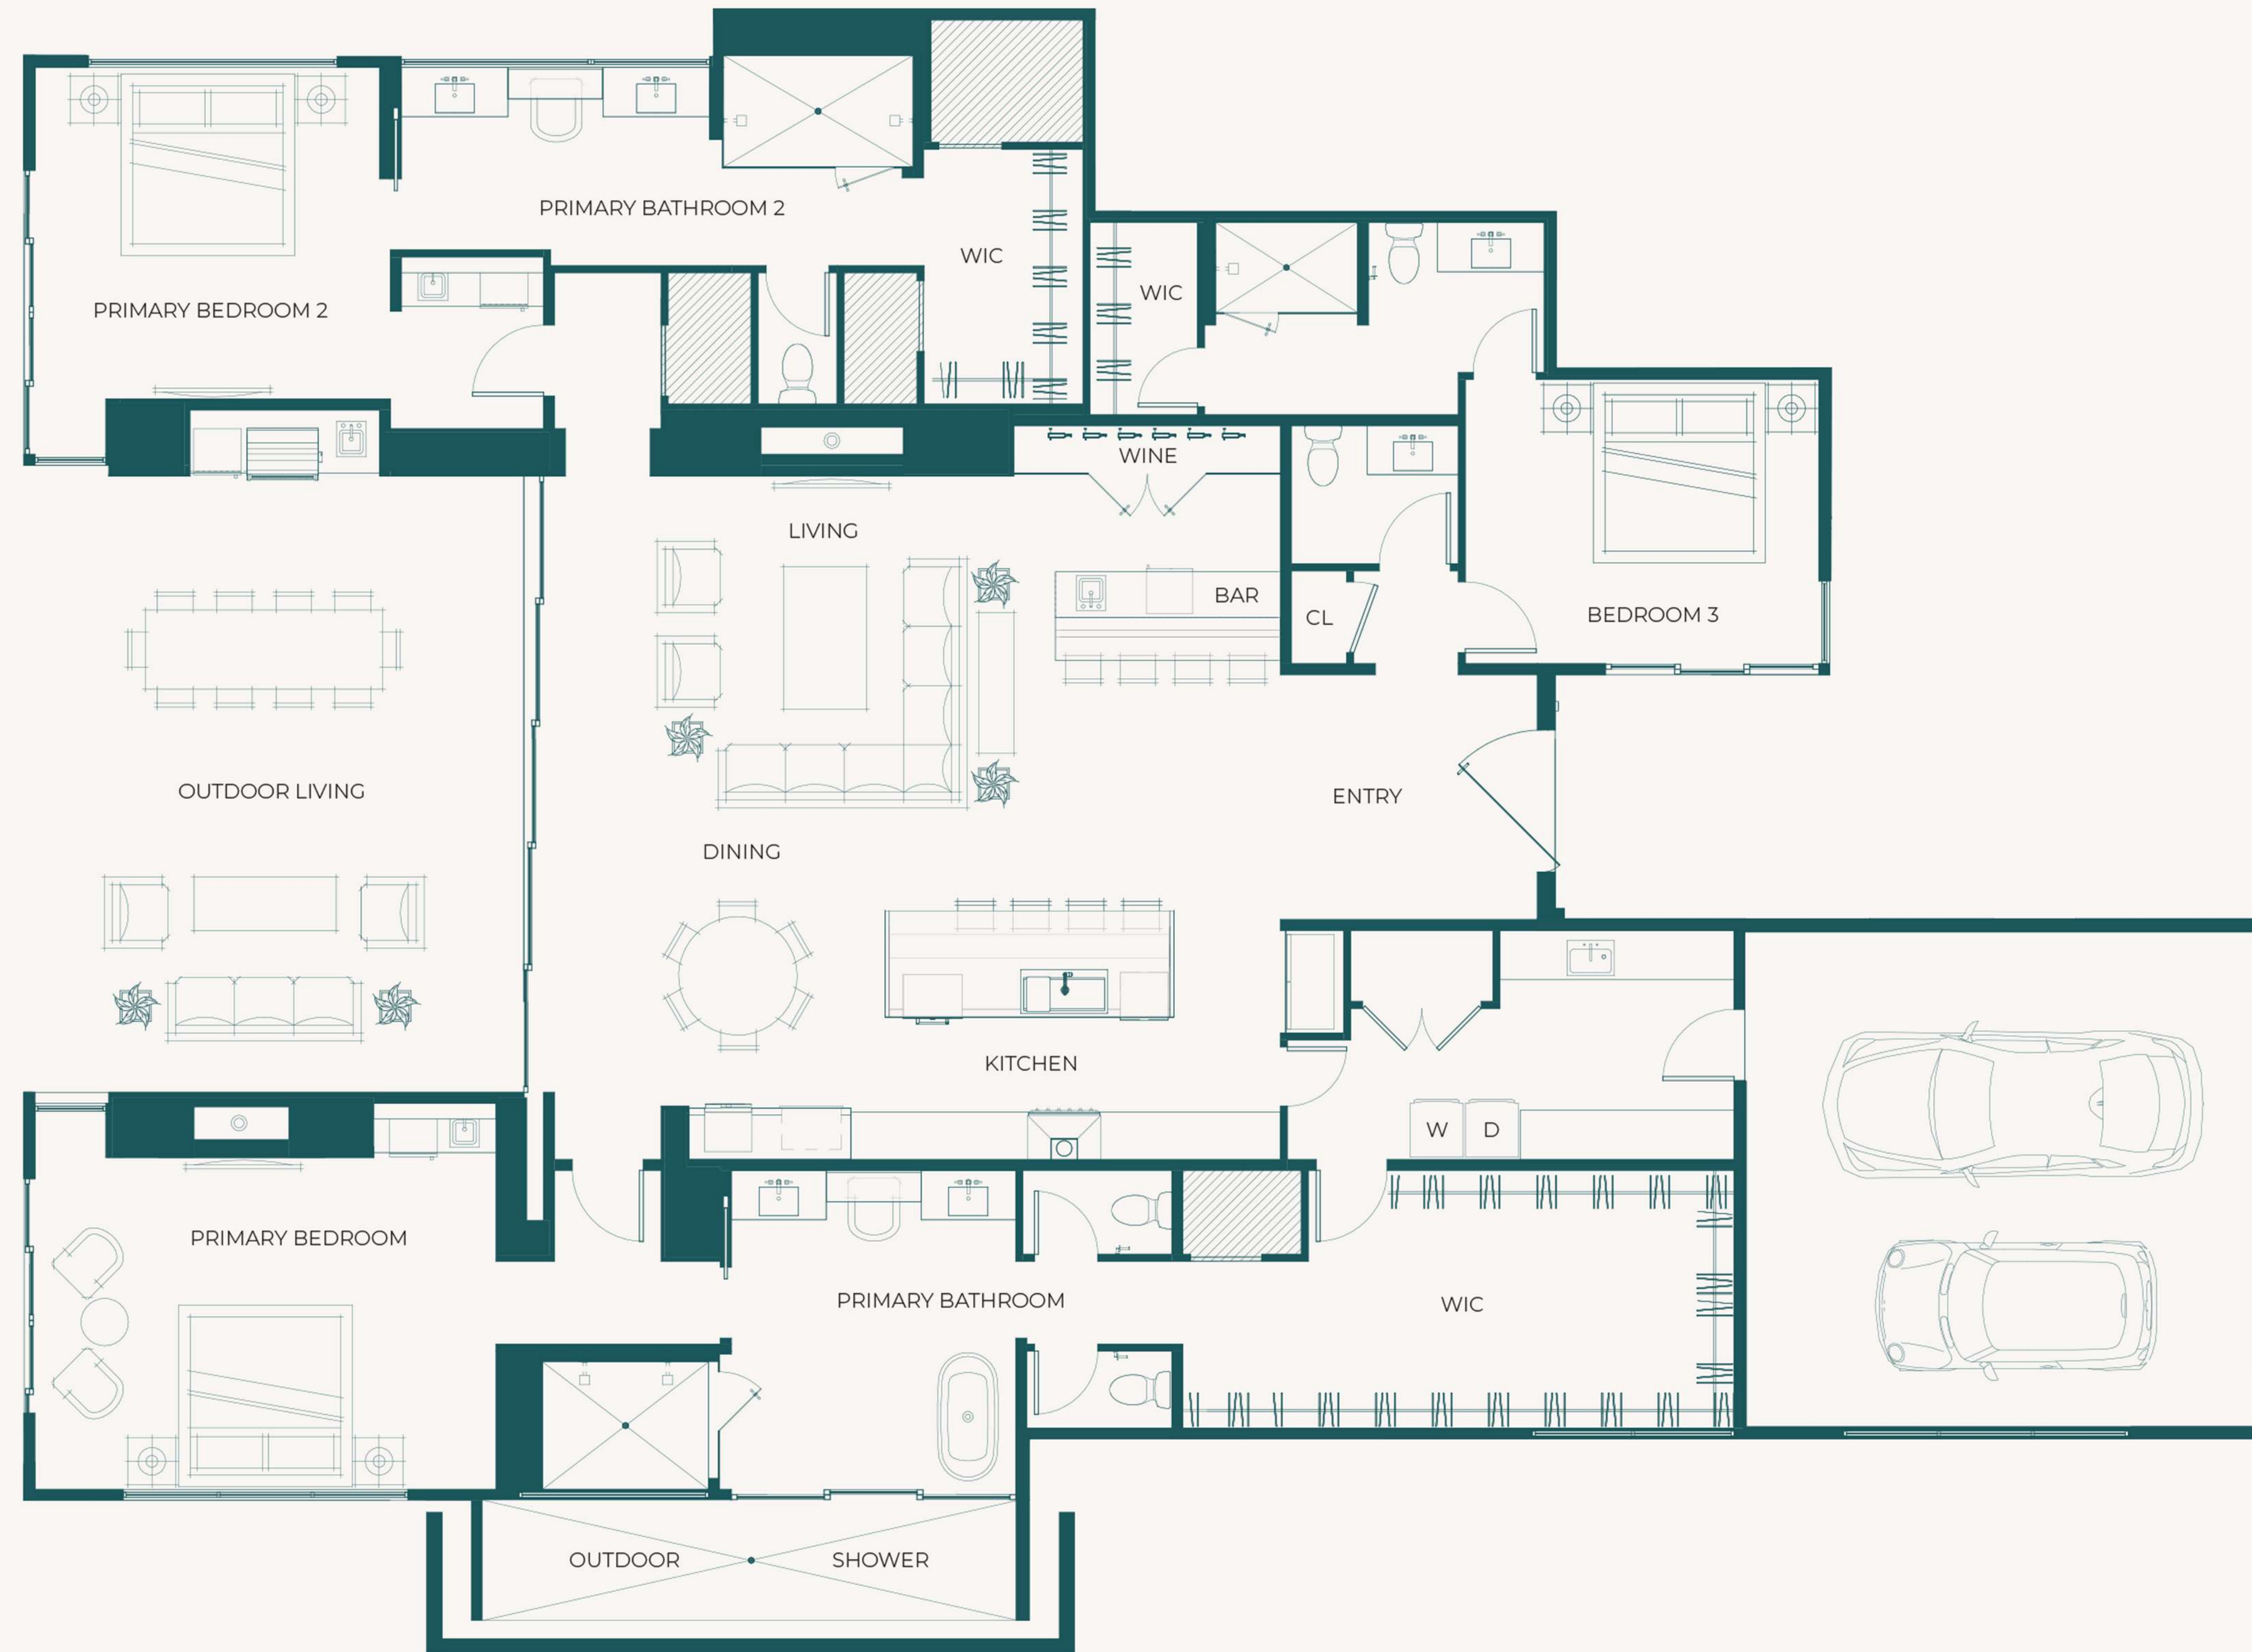 PRIMARY BATHROOM 2
WIC
WIC
PRIMARY BEDROOM 2
WINE
LIVING
BAR
CL
BEDROOM 3
OUTDOOR LIVING
ENTRY
DINING
KITCHEN
W D
PRIMARY BEDROOM
PRIMARY BATHROOM
WIC
OUTDOOR SHOWER